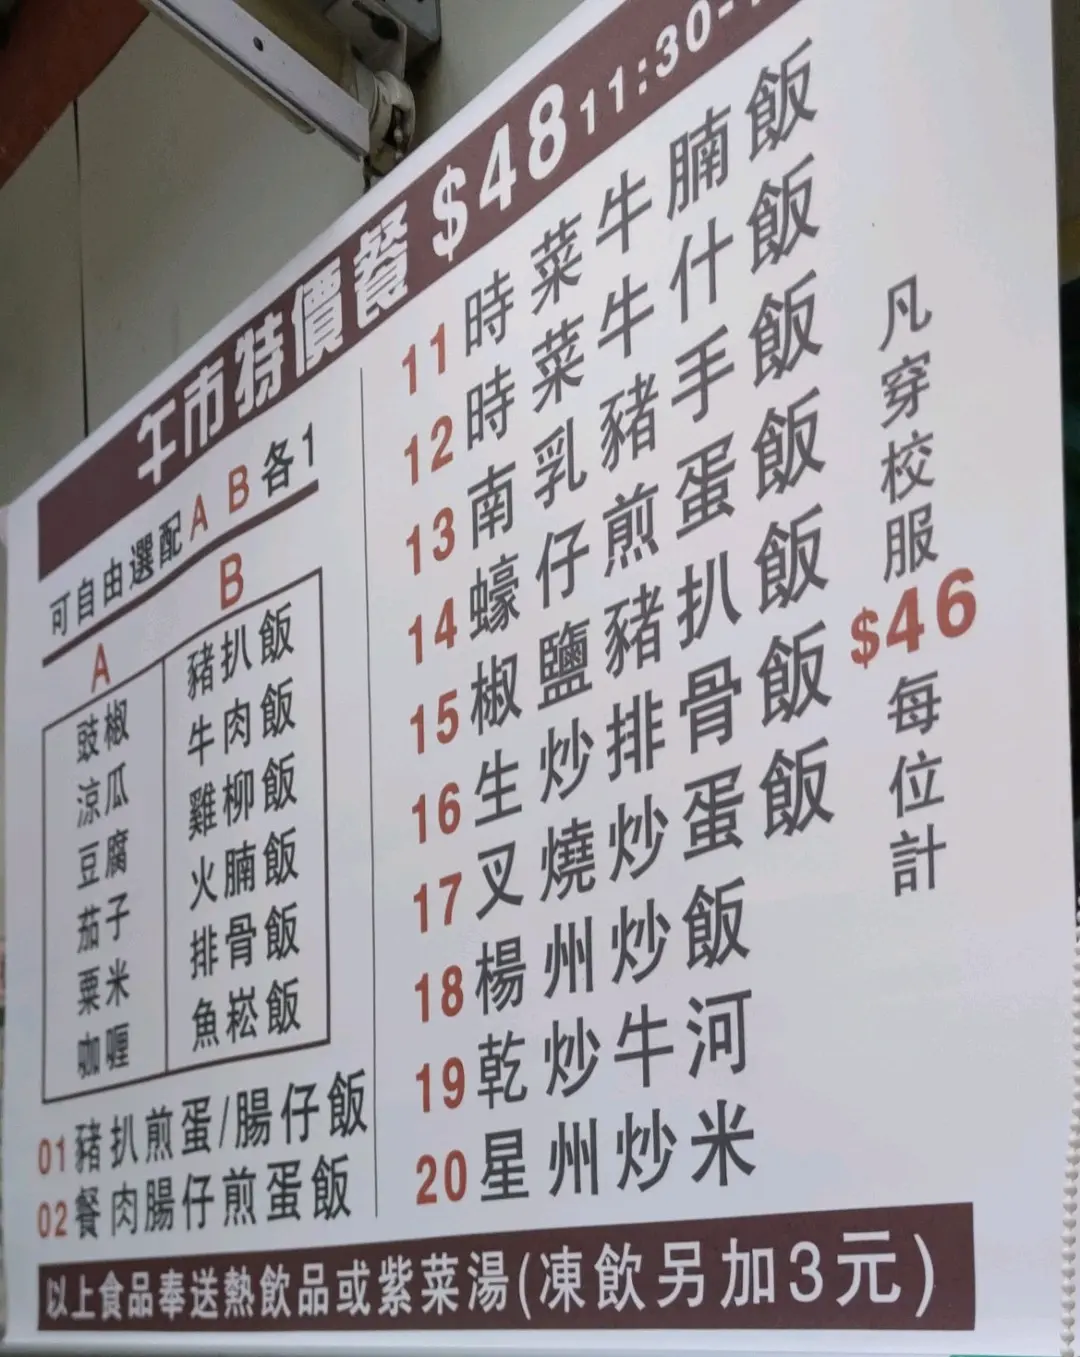 午市特價餐 $48 11:30-
可自由選配 A B 各1
A
豉椒
涼瓜
豆腐
茄子
粟米
咖喱
B
豬扒飯
牛肉飯
雞柳飯
火腩飯
排骨飯
魚崧飯
01 豬扒煎蛋/腸仔飯
02 餐肉腸仔煎蛋飯
11 時菜牛腩飯
12 時菜牛什飯
13 南乳豬手飯
14 蠔仔煎蛋飯
15 椒鹽豬扒飯
16 生炒排骨飯
17 叉燒炒蛋飯
18 楊州炒飯
19 乾炒牛河
20 星州炒米
凡穿校服$46每位計
以上食品奉送熱飲品或紫菜湯(凍飲另加3元)